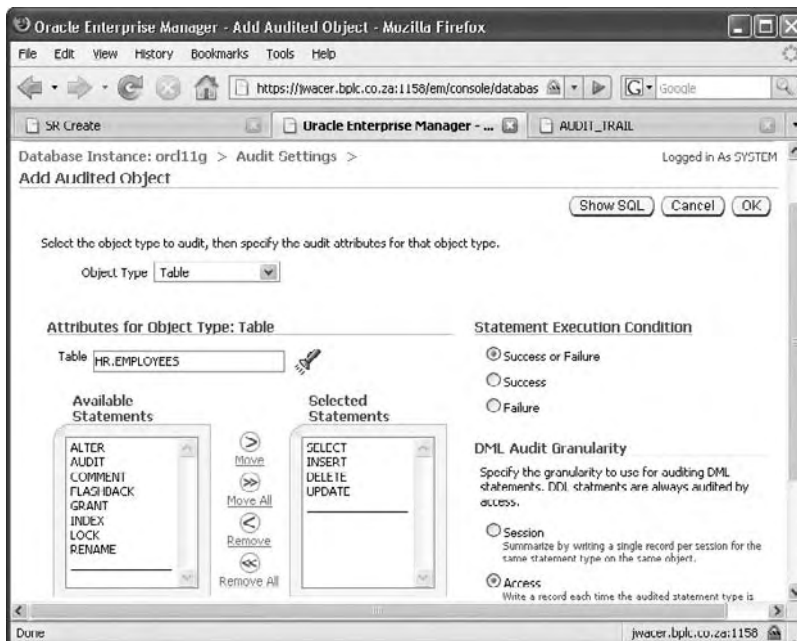 Oracle Enterprise Manager - Add Audited Object - Mozilla Firefox
File Edit View History Bookmarks Tools Help
https://jwacer.bplc.co.za:1158/em/console/databas
G Google
SR Create
Oracle Enterprise Manager - ...
AUDIT_TRAIL
Database Instance: orcl11g > Audit Settings >
Logged in As SYSTEM
Add Audited Object
Show SQL Cancel OK
Select the object type to audit, then specify the audit attributes for that object type.
Object Type Table
Attributes for Object Type: Table
Table HR.EMPLOYEES
Available Statements
ALTER
AUDIT
COMMENT
FLASHBACK
GRANT
INDEX
LOCK
RENAME
Move
Move All
Remove
Remove All
Selected Statements
SELECT
INSERT
DELETE
UPDATE
Statement Execution Condition
Success or Failure
Success
Failure
DML Audit Granularity
Specify the granularity to use for auditing DML
statements. DDL statments are always audited by
access.
Session
Summarize by writing a single record per session for the
same statement type on the same object.
Access
Write a record each time the audited statement type is
Done
jwacer.bplc.co.za:1158